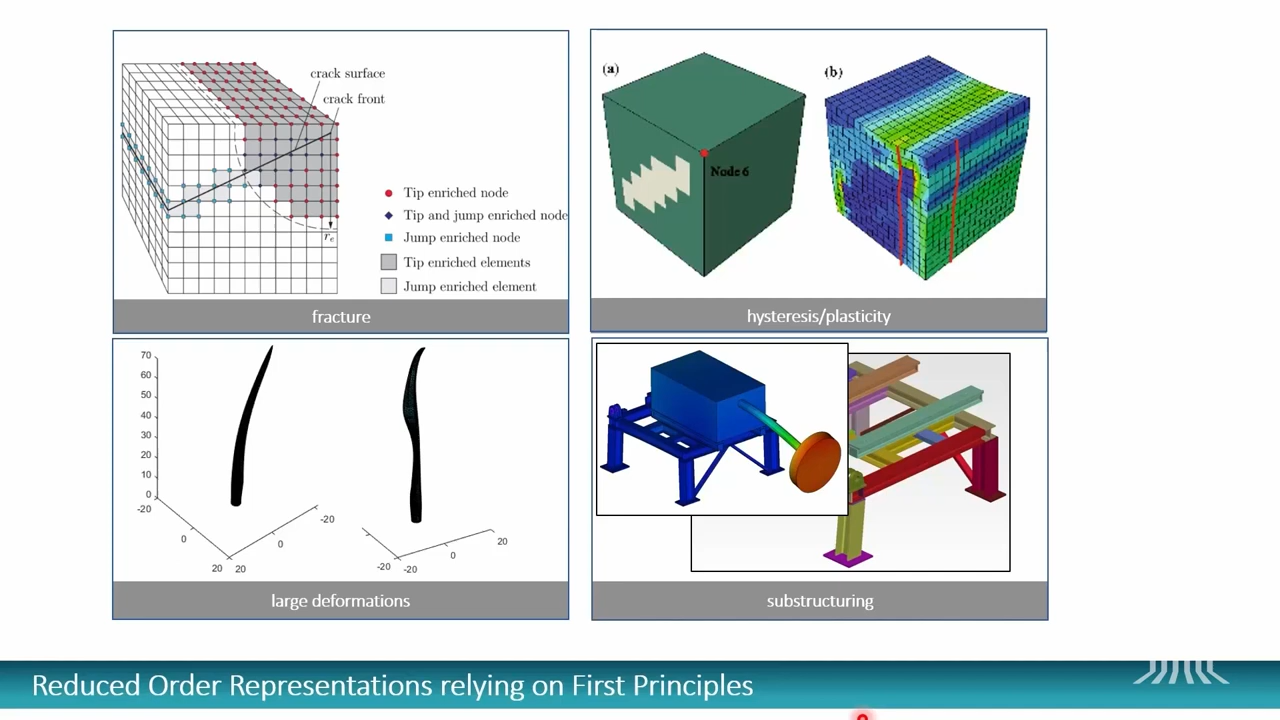 crack surface
crack front
Tip enriched node
Tip and jump enriched node
Jump enriched node
Tip enriched elements
Jump enriched element
rₑ
fracture
(a)
Node 6
(b)
hysteresis/plasticity
70
60
50
40
30
20
10
0
-20
0
20
20
0
-20
-20
-20
0
20
large deformations
substructuring
Reduced Order Representations relying on First Principles